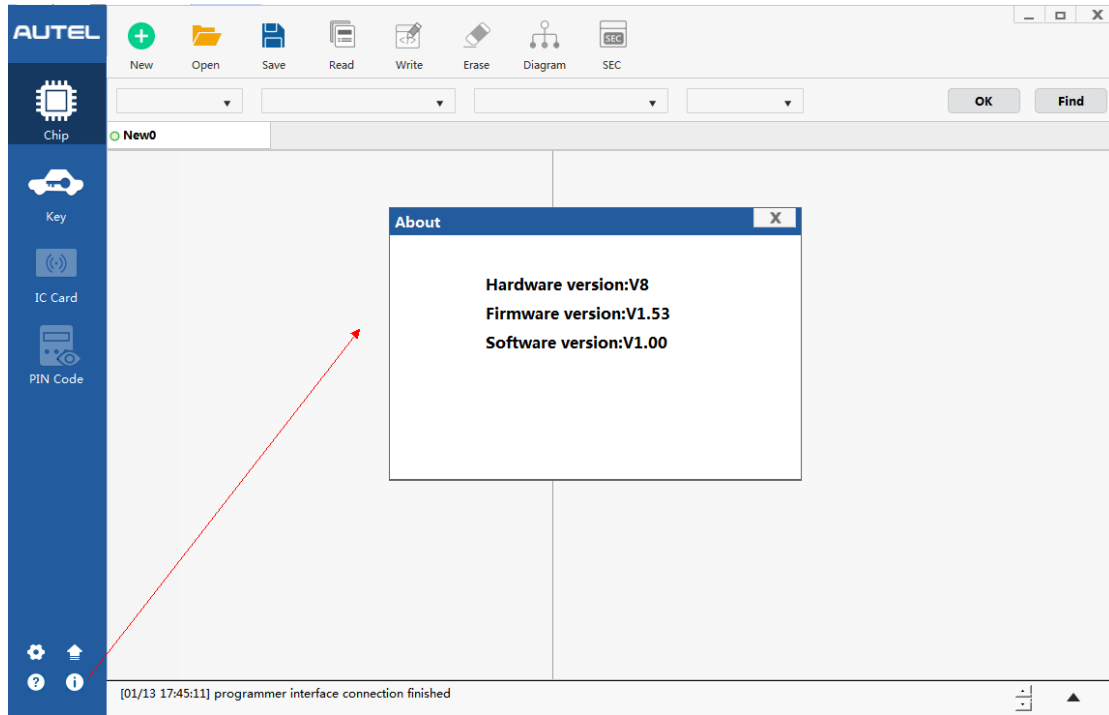 AUTEL
New Open Save Read Write Erase Diagram SEC
SEC
OK Find
Chip
New0
Key
IC Card
PIN Code
About
X
Hardware version:V8
Firmware version:V1.53
Software version:V1.00
[01/13 17:45:11] programmer interface connection finished